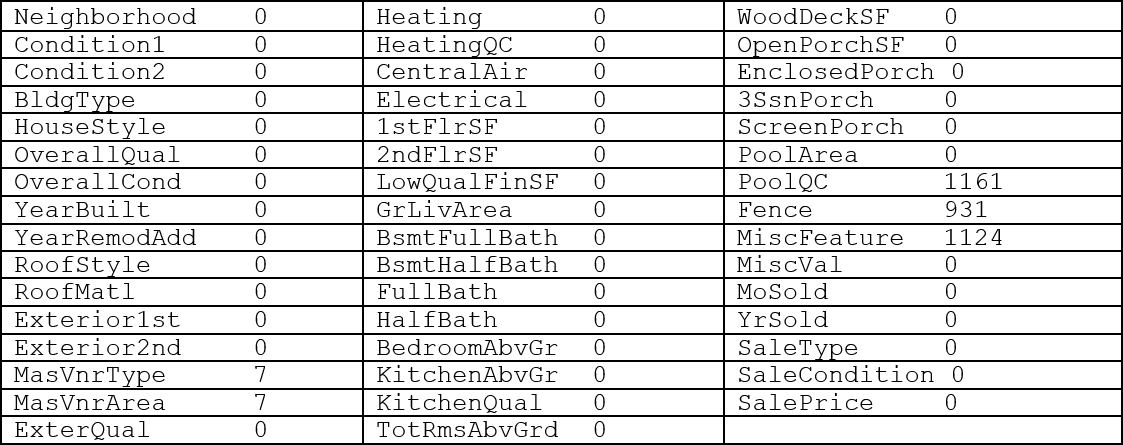 Neighborhood 0 Heating 0 WoodDeckSF 0
Condition1 0 HeatingQC 0 OpenPorchSF 0
Condition2 0 CentralAir 0 EnclosedPorch 0
BldgType 0 Electrical 0 3SsnPorch 0
HouseStyle 0 1stFlrSF 0 ScreenPorch 0
OverallQual 0 2ndFlrSF 0 PoolArea 0
OverallCond 0 LowQualFinSF 0 PoolQC 1161
YearBuilt 0 GrLivArea 0 Fence 931
YearRemodAdd 0 BsmtFullBath 0 MiscFeature 1124
RoofStyle 0 BsmtHalfBath 0 MiscVal 0
RoofMatl 0 FullBath 0 MoSold 0
Exterior1st 0 HalfBath 0 YrSold 0
Exterior2nd 0 BedroomAbvGr 0 SaleType 0
MasVnrType 7 KitchenAbvGr 0 SaleCondition 0
MasVnrArea 7 KitchenQual 0 SalePrice 0
ExterQual 0 TotRmsAbvGrd 0